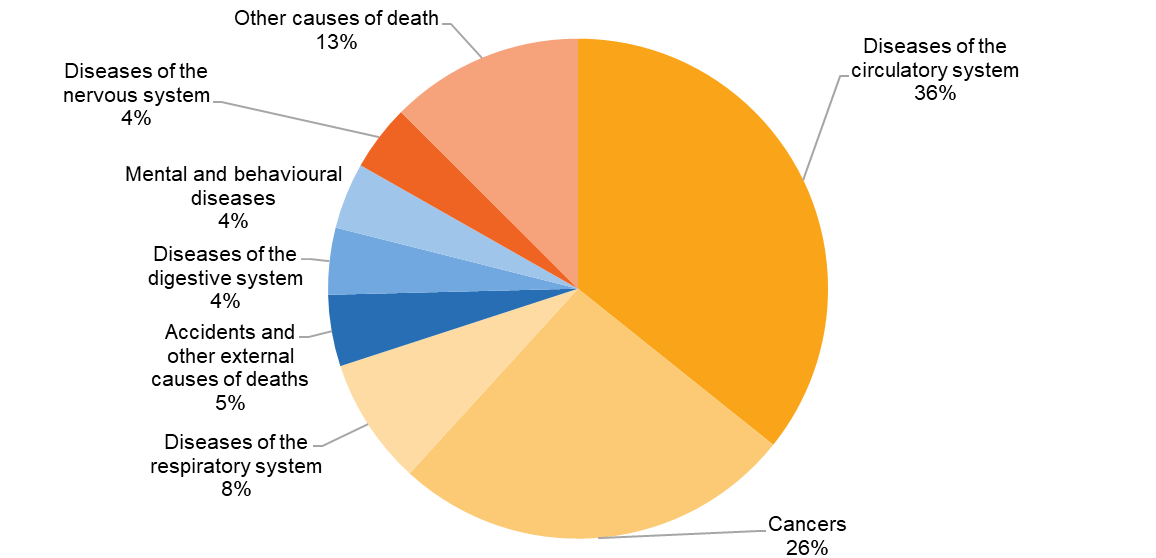 Other causes of death
13%
Diseases of the
circulatory system
36%
Diseases of the
nervous system
4%
Mental and behavioural
diseases
4%
Diseases of the
digestive system
4%
Accidents and
other external
causes of deaths
5%
Diseases of the
respiratory system
8%
Cancers
26%